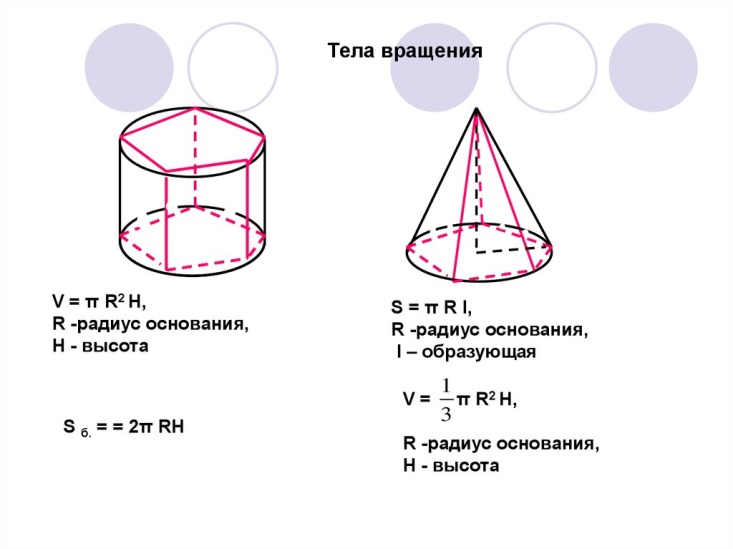 Тела вращения
V = π R² H,
R -радиус основания,
H - высота
S б. = = 2π RH
S = π R l,
R -радиус основания,
l – образующая
V = 1/3 π R² H,
R -радиус основания,
H - высота